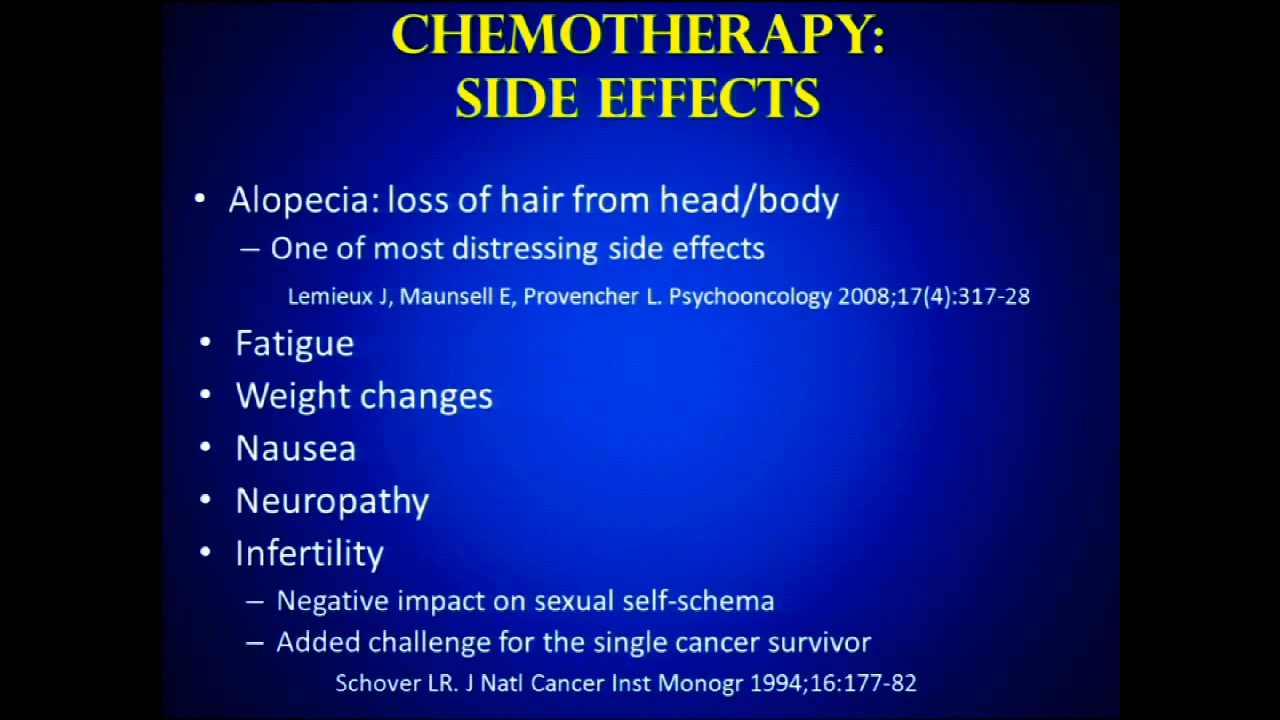 CHEMOTHERAPY:
SIDE EFFECTS
• Alopecia: loss of hair from head/body
– One of most distressing side effects
Lemieux J, Maunsell E, Provencher L. Psychooncology 2008;17(4):317-28
• Fatigue
• Weight changes
• Nausea
• Neuropathy
• Infertility
– Negative impact on sexual self-schema
– Added challenge for the single cancer survivor
Schover LR. J Natl Cancer Inst Monogr 1994;16:177-82